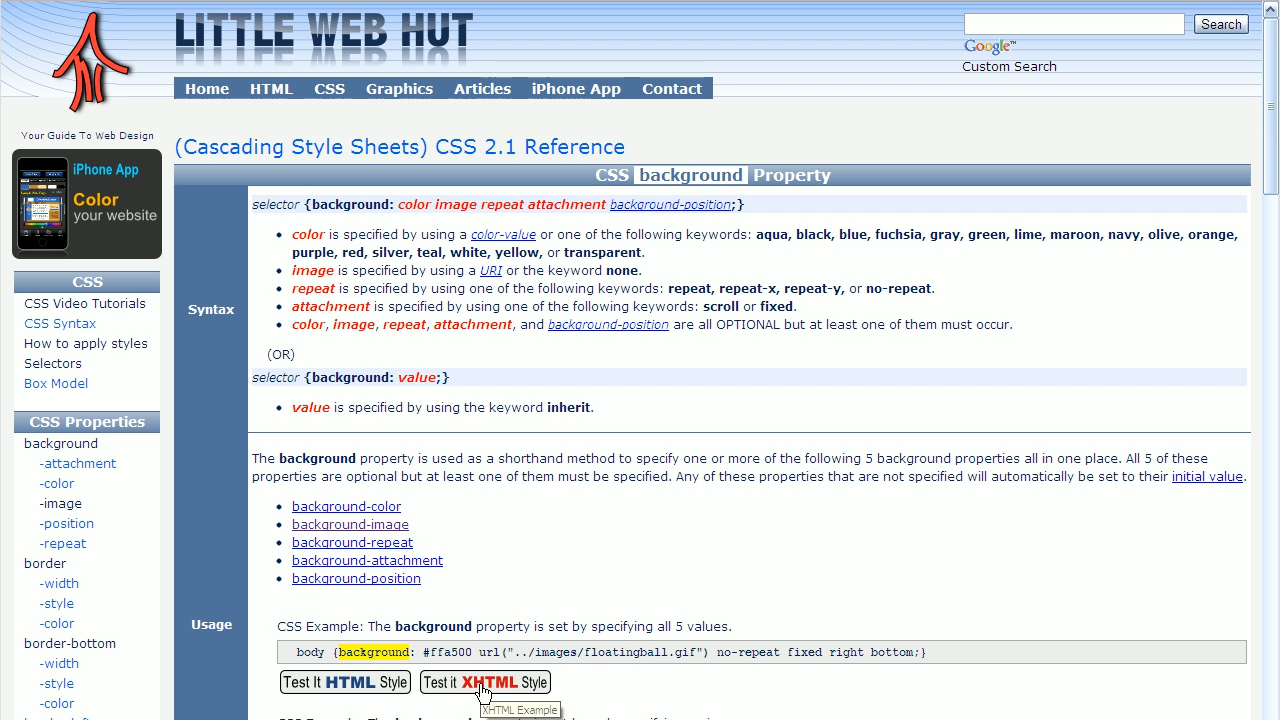 LITTLE WEB HUT
Search
Google™
Custom Search
Home HTML CSS Graphics Articles iPhone App Contact
Your Guide To Web Design
iPhone App
Color
your website
CSS
CSS Video Tutorials
CSS Syntax
How to apply styles
Selectors
Box Model
CSS Properties
background
-attachment
-color
-image
-position
-repeat
border
-width
-style
-color
border-bottom
-width
-style
-color
(Cascading Style Sheets) CSS 2.1 Reference
CSS background Property
Syntax
selector {background: color image repeat attachment background-position;}
• color is specified by using a color-value or one of the following keywords: aqua, black, blue, fuchsia, gray, green, lime, maroon, navy, olive, orange,
purple, red, silver, teal, white, yellow, or transparent.
• image is specified by using a URI or the keyword none.
• repeat is specified by using one of the following keywords: repeat, repeat-x, repeat-y, or no-repeat.
• attachment is specified by using one of the following keywords: scroll or fixed.
• color, image, repeat, attachment, and background-position are all OPTIONAL but at least one of them must occur.
(OR)
selector {background: value;}
• value is specified by using the keyword inherit.
Usage
The background property is used as a shorthand method to specify one or more of the following 5 background properties all in one place. All 5 of these
properties are optional but at least one of them must be specified. Any of these properties that are not specified will automatically be set to their initial value.
• background-color
• background-image
• background-repeat
• background-attachment
• background-position
CSS Example: The background property is set by specifying all 5 values.
body {background: #ffa500 url("../images/floatingball.gif") no-repeat fixed right bottom;}
Test It HTML Style Test it XHTML Style
XHTML Example